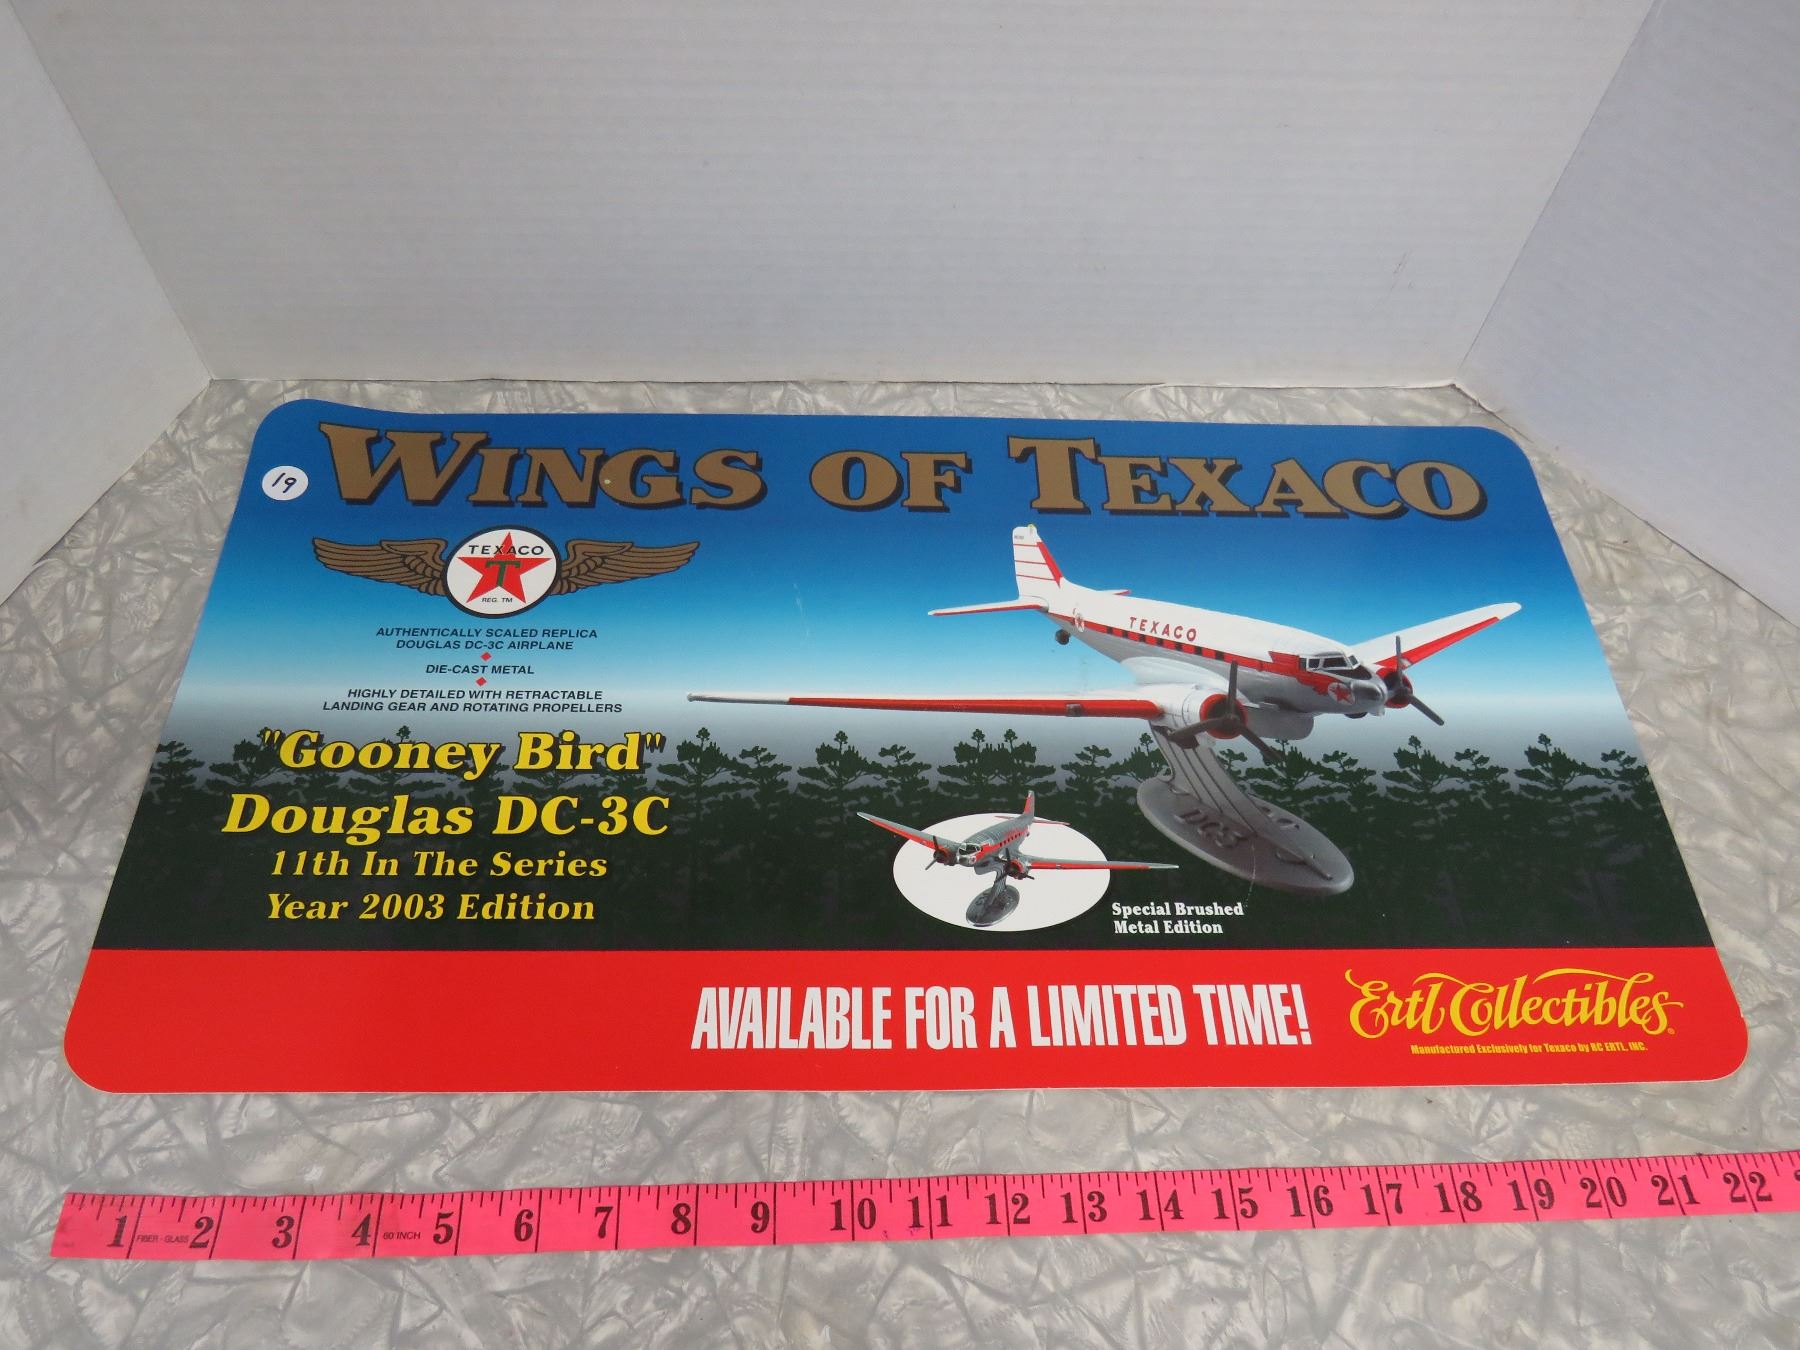 19
WINGS OF TEXACO
TEXACO
T
REG. TM
AUTHENTICALLY SCALED REPLICA
DOUGLAS DC-3C AIRPLANE
DIE-CAST METAL
HIGHLY DETAILED WITH RETRACTABLE
LANDING GEAR AND ROTATING PROPELLERS
"Gooney Bird"
Douglas DC-3C
11th In The Series
Year 2003 Edition
TEXACO
Special Brushed
Metal Edition
AVAILABLE FOR A LIMITED TIME!
Ertl Collectibles®
Manufactured Exclusively for Texaco by RC ERTL, INC.
1 FIBER-GLASS 2 3 4 60 INCH 5 6 7 8 9 10 11 12 13 14 15 16 17 18 19 20 21 22